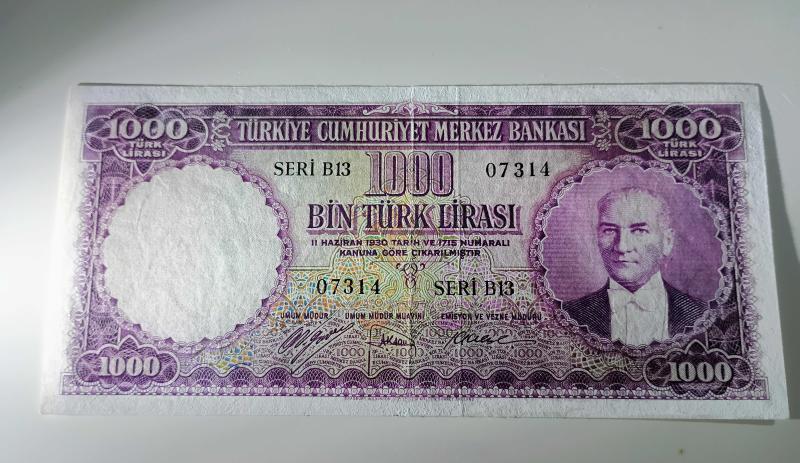 1000 TÜRKİYE CUMHURİYET MERKEZ BANKASI 1000
TÜRK LİRASI TÜRK LİRASI
SERİ B13 1000 07314
BİN TÜRK LİRASI
11 HAZİRAN 1930 TARİH VE 1715 NUMARALI
KANUNA GÖRE ÇIKARILMIŞTIR
07314 SERİ B13
UMUM MÜDÜR UMUM MÜDÜR MUAVİNİ EMİSYON VE VEZNE MÜDÜRÜ
1000 1000